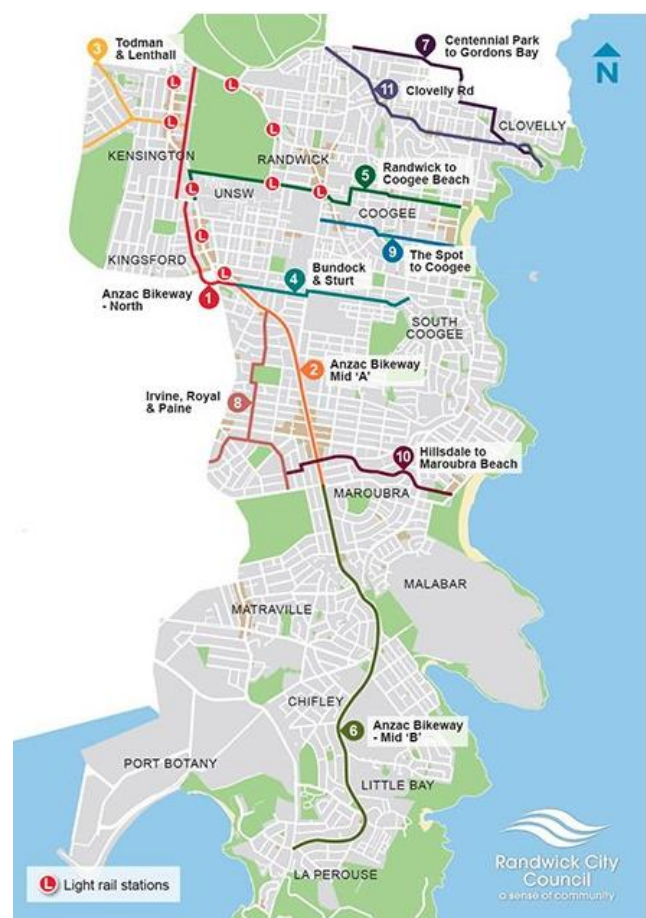 3
Todman
& Lenthall
7
Centennial Park
to Gordons Bay
N
L
L
11
Clovelly Rd
CLOVELLY
L
L
KENSINGTON
RANDWICK
5
Randwick to
Coogee Beach
L
L
L
UNSW
COOGEE
L
9
The Spot
to Coogee
KINGSFORD
L
4
Bundock
& Sturt
Anzac Bikeway
- North
1
SOUTH
COOGEE
2
Anzac Bikeway
Mid 'A'
Irvine, Royal
& Paine
8
10
Hillsdale to
Maroubra Beach
MAROUBRA
MALABAR
MATRAVILLE
CHIFLEY
6
Anzac Bikeway
- Mid 'B'
PORT BOTANY
LITTLE BAY
LA PEROUSE
L Light rail stations
Randwick City
Council
a sense of community